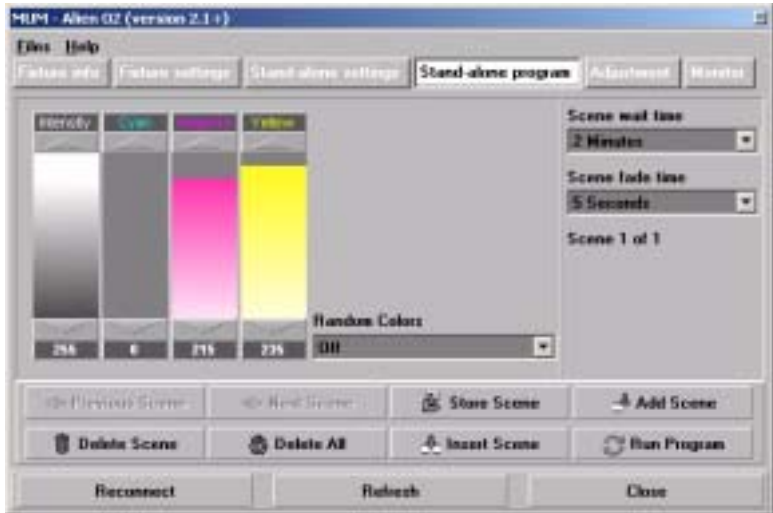 MUM - Alien 02 (version 2.1+)
Files Help
Fixture info Fixture settings Stand-alone settings Stand-alone program Adjustment Monitor
Intensity Cyan Magenta Yellow
Scene wait time
2 Minutes
Scene fade time
5 Seconds
Scene 1 of 1
Random Colors
Off
255 0 215 235
Previous Scene Next Scene Store Scene Add Scene
Delete Scene Delete All Insert Scene Run Program
Reconnect Refresh Close